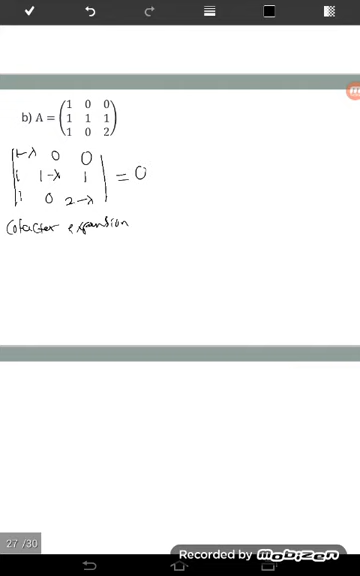 b) A = (1 0 0
1 1 1
1 0 2)
|1-λ 0 0|
|1 1-λ 1| = 0
|1 0 2-λ|
Cofactor expansion
27 /30
Recorded by Mobizen